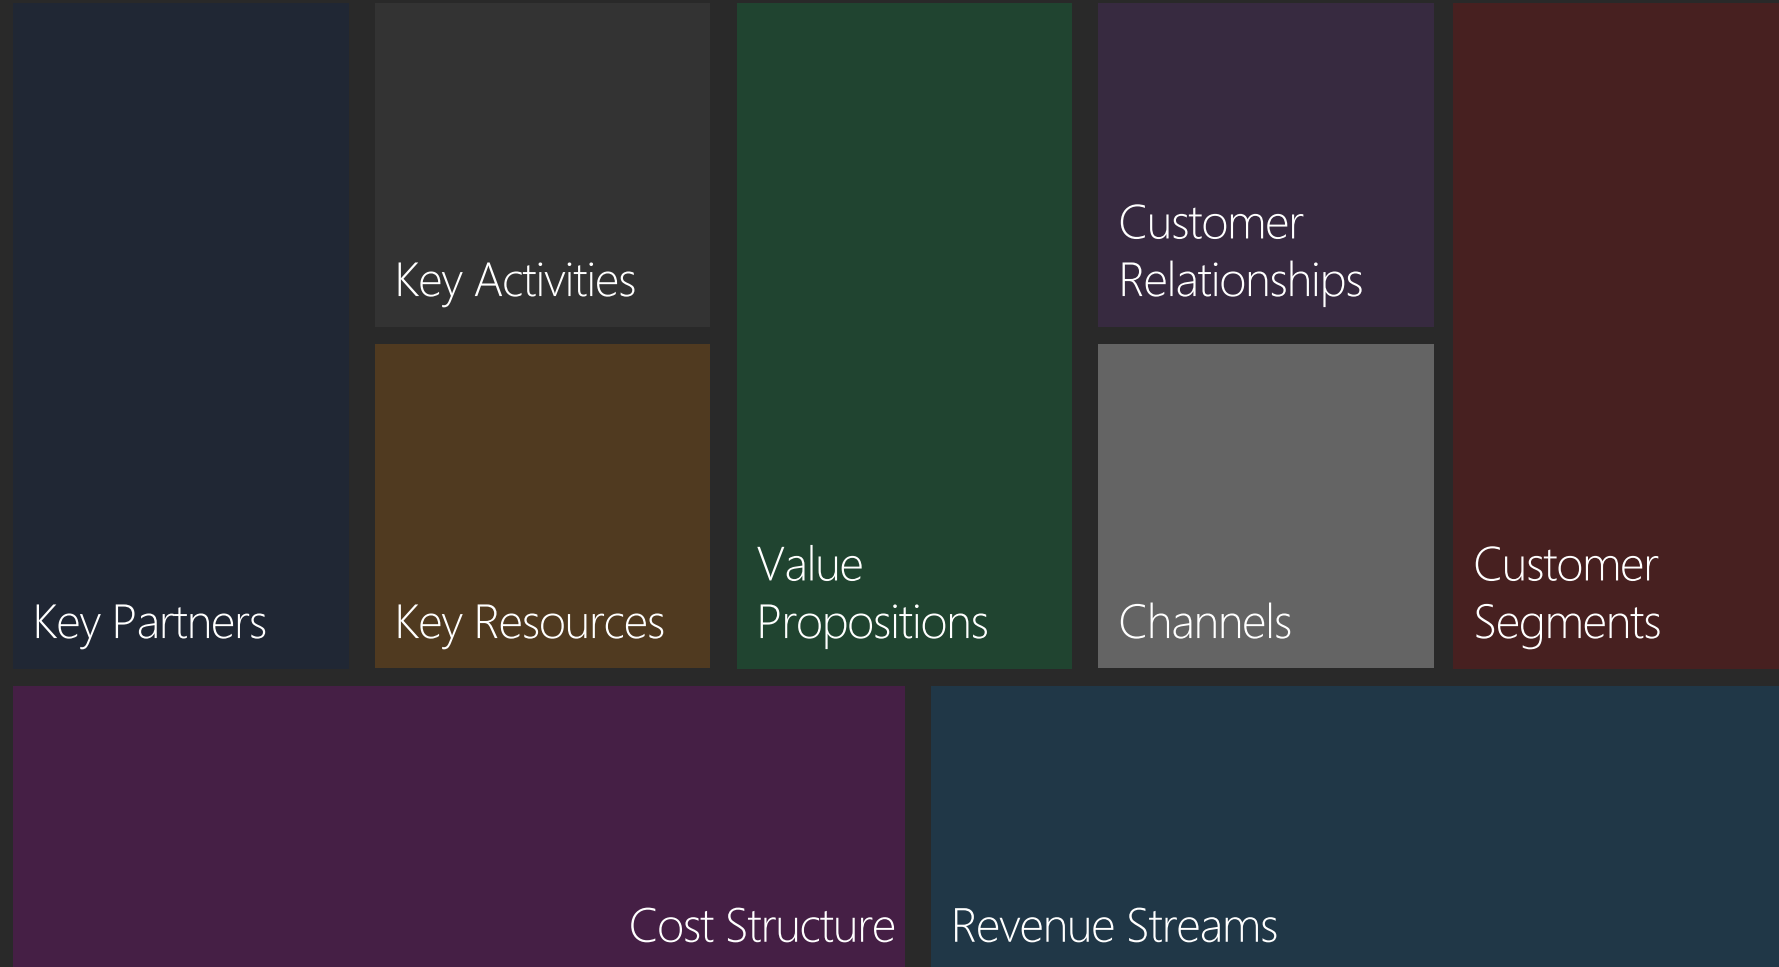 Key Partners
Key Activities
Key Resources
Value
Propositions
Customer
Relationships
Channels
Customer
Segments
Cost Structure
Revenue Streams